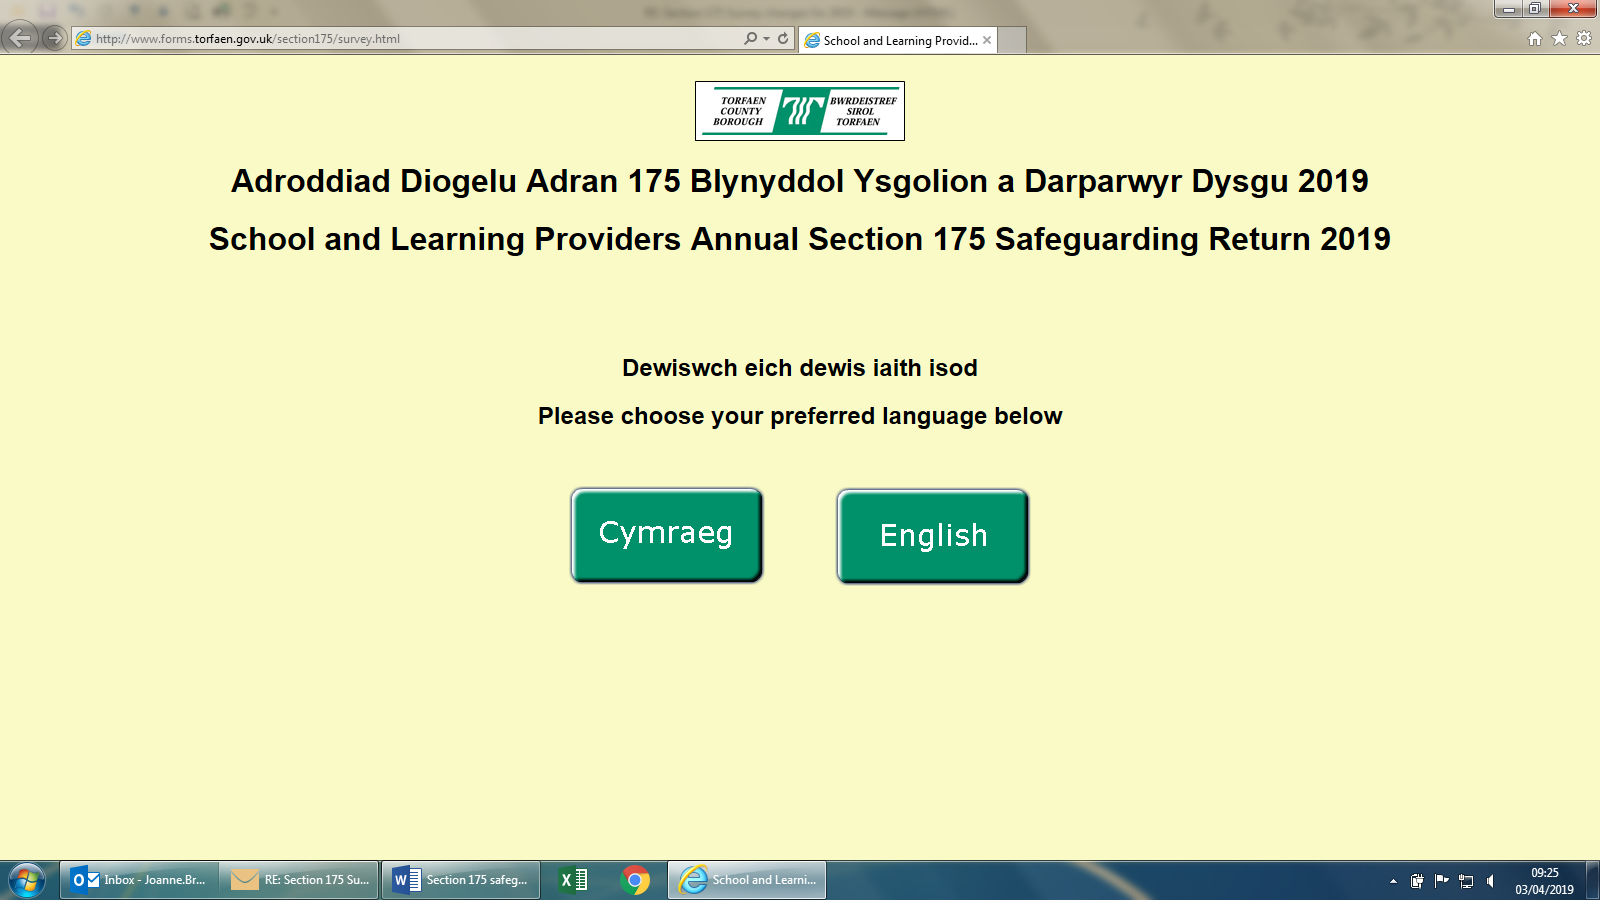 http://www.forms.torfaen.gov.uk/section175/survey.html
School and Learning Provid...
TORFAEN COUNTY BOROUGH
BWRDEISTREF SIROL TORFAEN
Adroddiad Diogelu Adran 175 Blynyddol Ysgolion a Darparwyr Dysgu 2019
School and Learning Providers Annual Section 175 Safeguarding Return 2019
Dewiswch eich dewis iaith isod
Please choose your preferred language below
Cymraeg
English
Inbox - Joanne.Br...
RE: Section 175 Su...
Section 175 safeg...
School and Learni...
09:25
03/04/2019